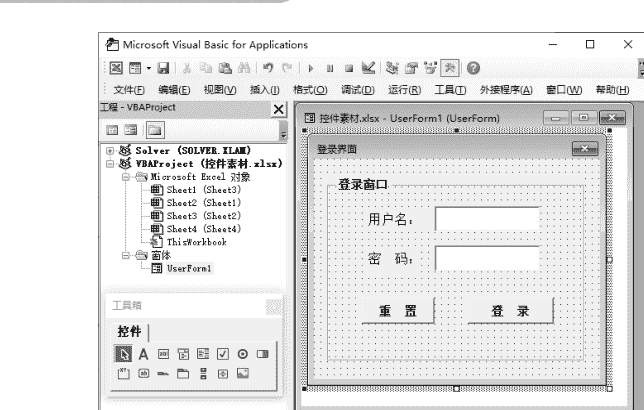 Microsoft Visual Basic for Applications
文件(F) 编辑(E) 视图(V) 插入(I) 格式(O) 调试(D) 运行(R) 工具(T) 外接程序(A) 窗口(W) 帮助(H)
工程 - VBAProject
控件素材.xlsx - UserForm1 (UserForm)
Solver (SOLVER.XLAM)
VBAProject (控件素材.xlsx)
Microsoft Excel 对象
Sheet1 (Sheet3)
Sheet2 (Sheet1)
Sheet3 (Sheet2)
Sheet4 (Sheet4)
ThisWorkbook
窗体
UserForm1
登录界面
登录窗口
用户名：
密 码：
重 置
登 录
工具箱
控件